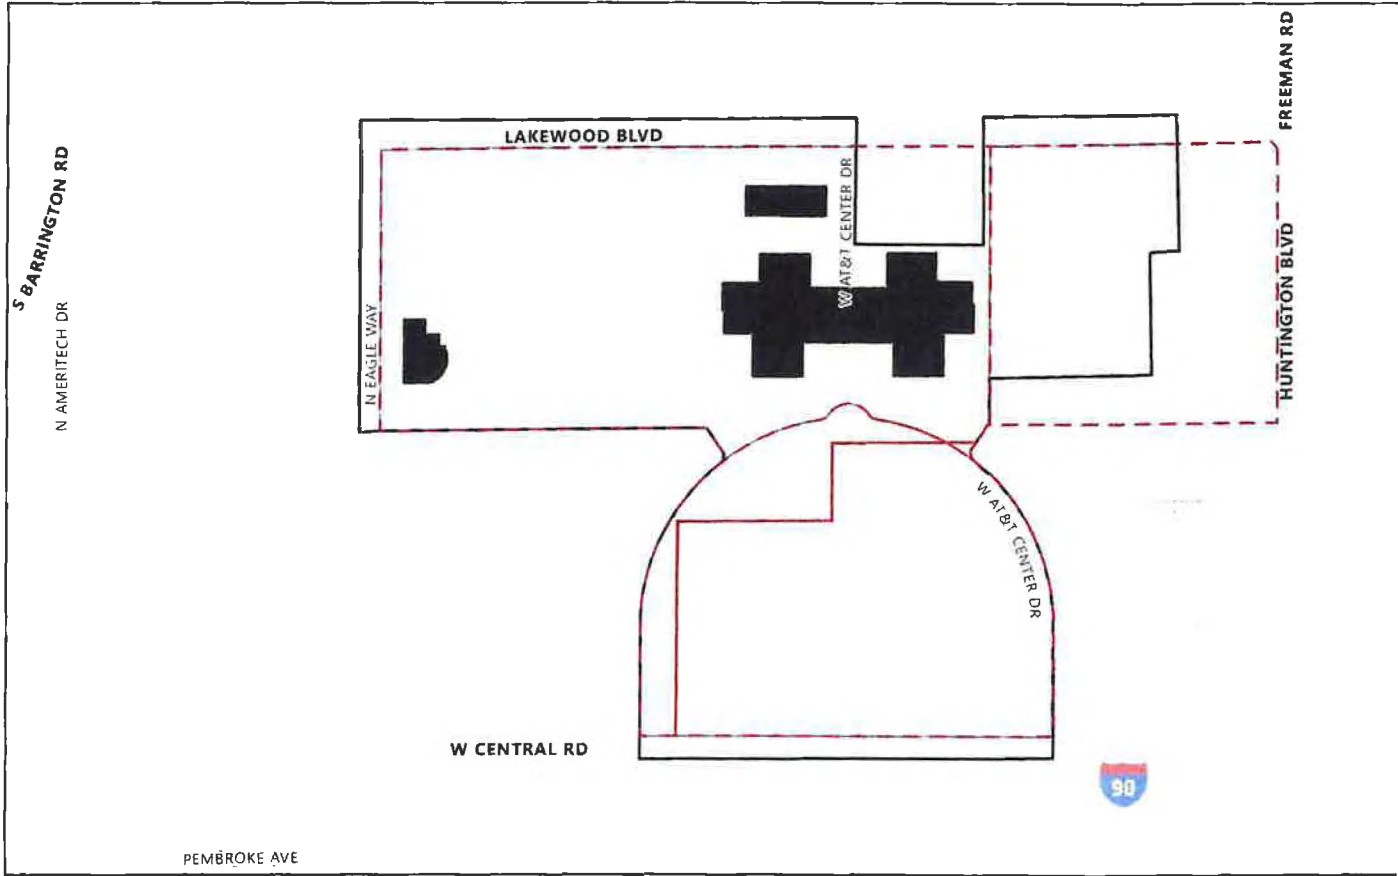 FREEMAN RD
LAKEWOOD BLVD
S BARRINGTON RD
W AT&T CENTER DR
HUNTINGTON BLVD
N AMERITECH DR
N EAGLE WAY
W AT&T CENTER DR
W CENTRAL RD
90
PEMBROKE AVE